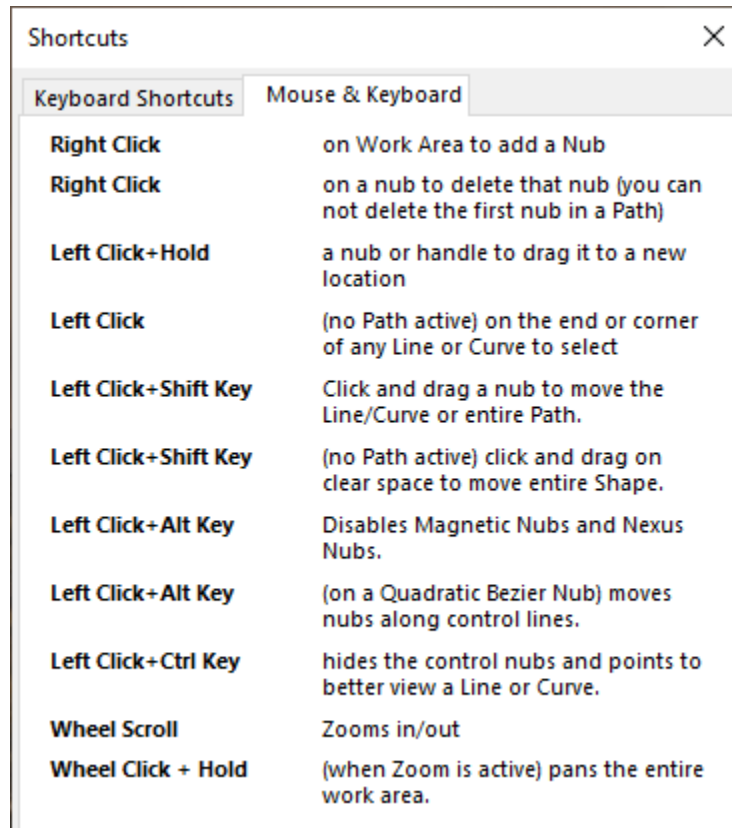 Shortcuts
Keyboard Shortcuts Mouse & Keyboard
Right Click on Work Area to add a Nub
Right Click on a nub to delete that nub (you can
not delete the first nub in a Path)
Left Click+Hold a nub or handle to drag it to a new
location
Left Click (no Path active) on the end or corner
of any Line or Curve to select
Left Click+Shift Key Click and drag a nub to move the
Line/Curve or entire Path.
Left Click+Shift Key (no Path active) click and drag on
clear space to move entire Shape.
Left Click+Alt Key Disables Magnetic Nubs and Nexus
Nubs.
Left Click+Alt Key (on a Quadratic Bezier Nub) moves
nubs along control lines.
Left Click+Ctrl Key hides the control nubs and points to
better view a Line or Curve.
Wheel Scroll Zooms in/out
Wheel Click + Hold (when Zoom is active) pans the entire
work area.